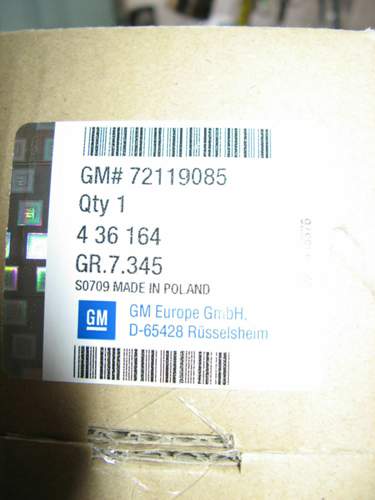 GM# 72119085
Qty 1
4 36 164
GR.7.345
S0709 MADE IN POLAND
GM
GM Europe GmbH.
D-65428 Rüsselsheim